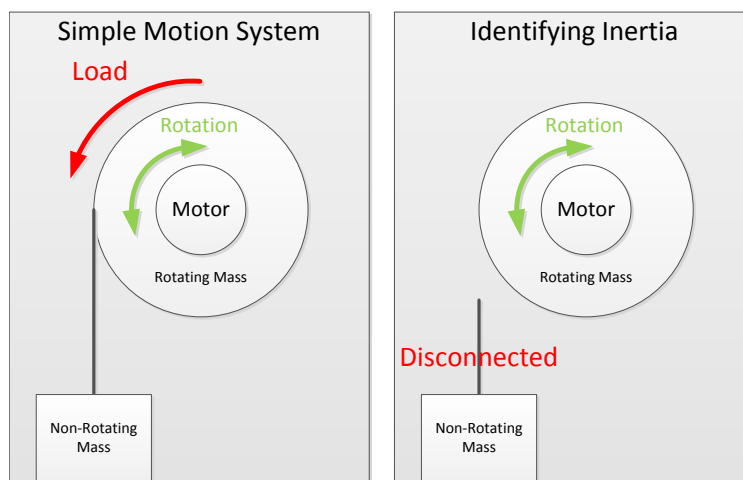 Simple Motion System
Load
Rotation
Motor
Rotating Mass
Non-Rotating
Mass
Identifying Inertia
Rotation
Motor
Rotating Mass
Disconnected
Non-Rotating
Mass